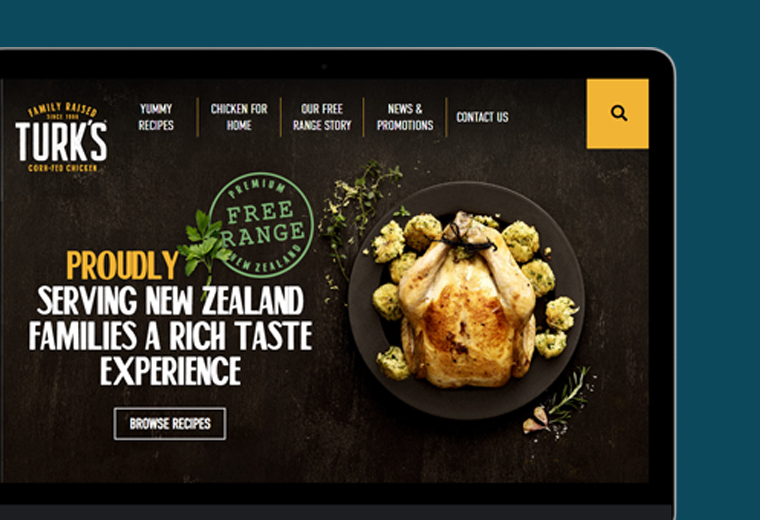 FAMILY RAISED
SINCE 1966
TURK'S
CORN-FED CHICKEN
YUMMY
RECIPES
CHICKEN FOR
HOME
OUR FREE
RANGE STORY
NEWS &
PROMOTIONS
CONTACT US
PREMIUM
FREE
RANGE
NEW ZEALAND
PROUDLY
SERVING NEW ZEALAND
FAMILIES A RICH TASTE
EXPERIENCE
BROWSE RECIPES